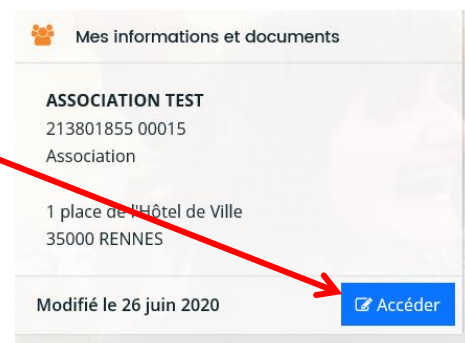 Mes informations et documents
ASSOCIATION TEST
213801855 00015
Association
1 place de l'Hôtel de Ville
35000 RENNES
Modifié le 26 juin 2020
Accéder